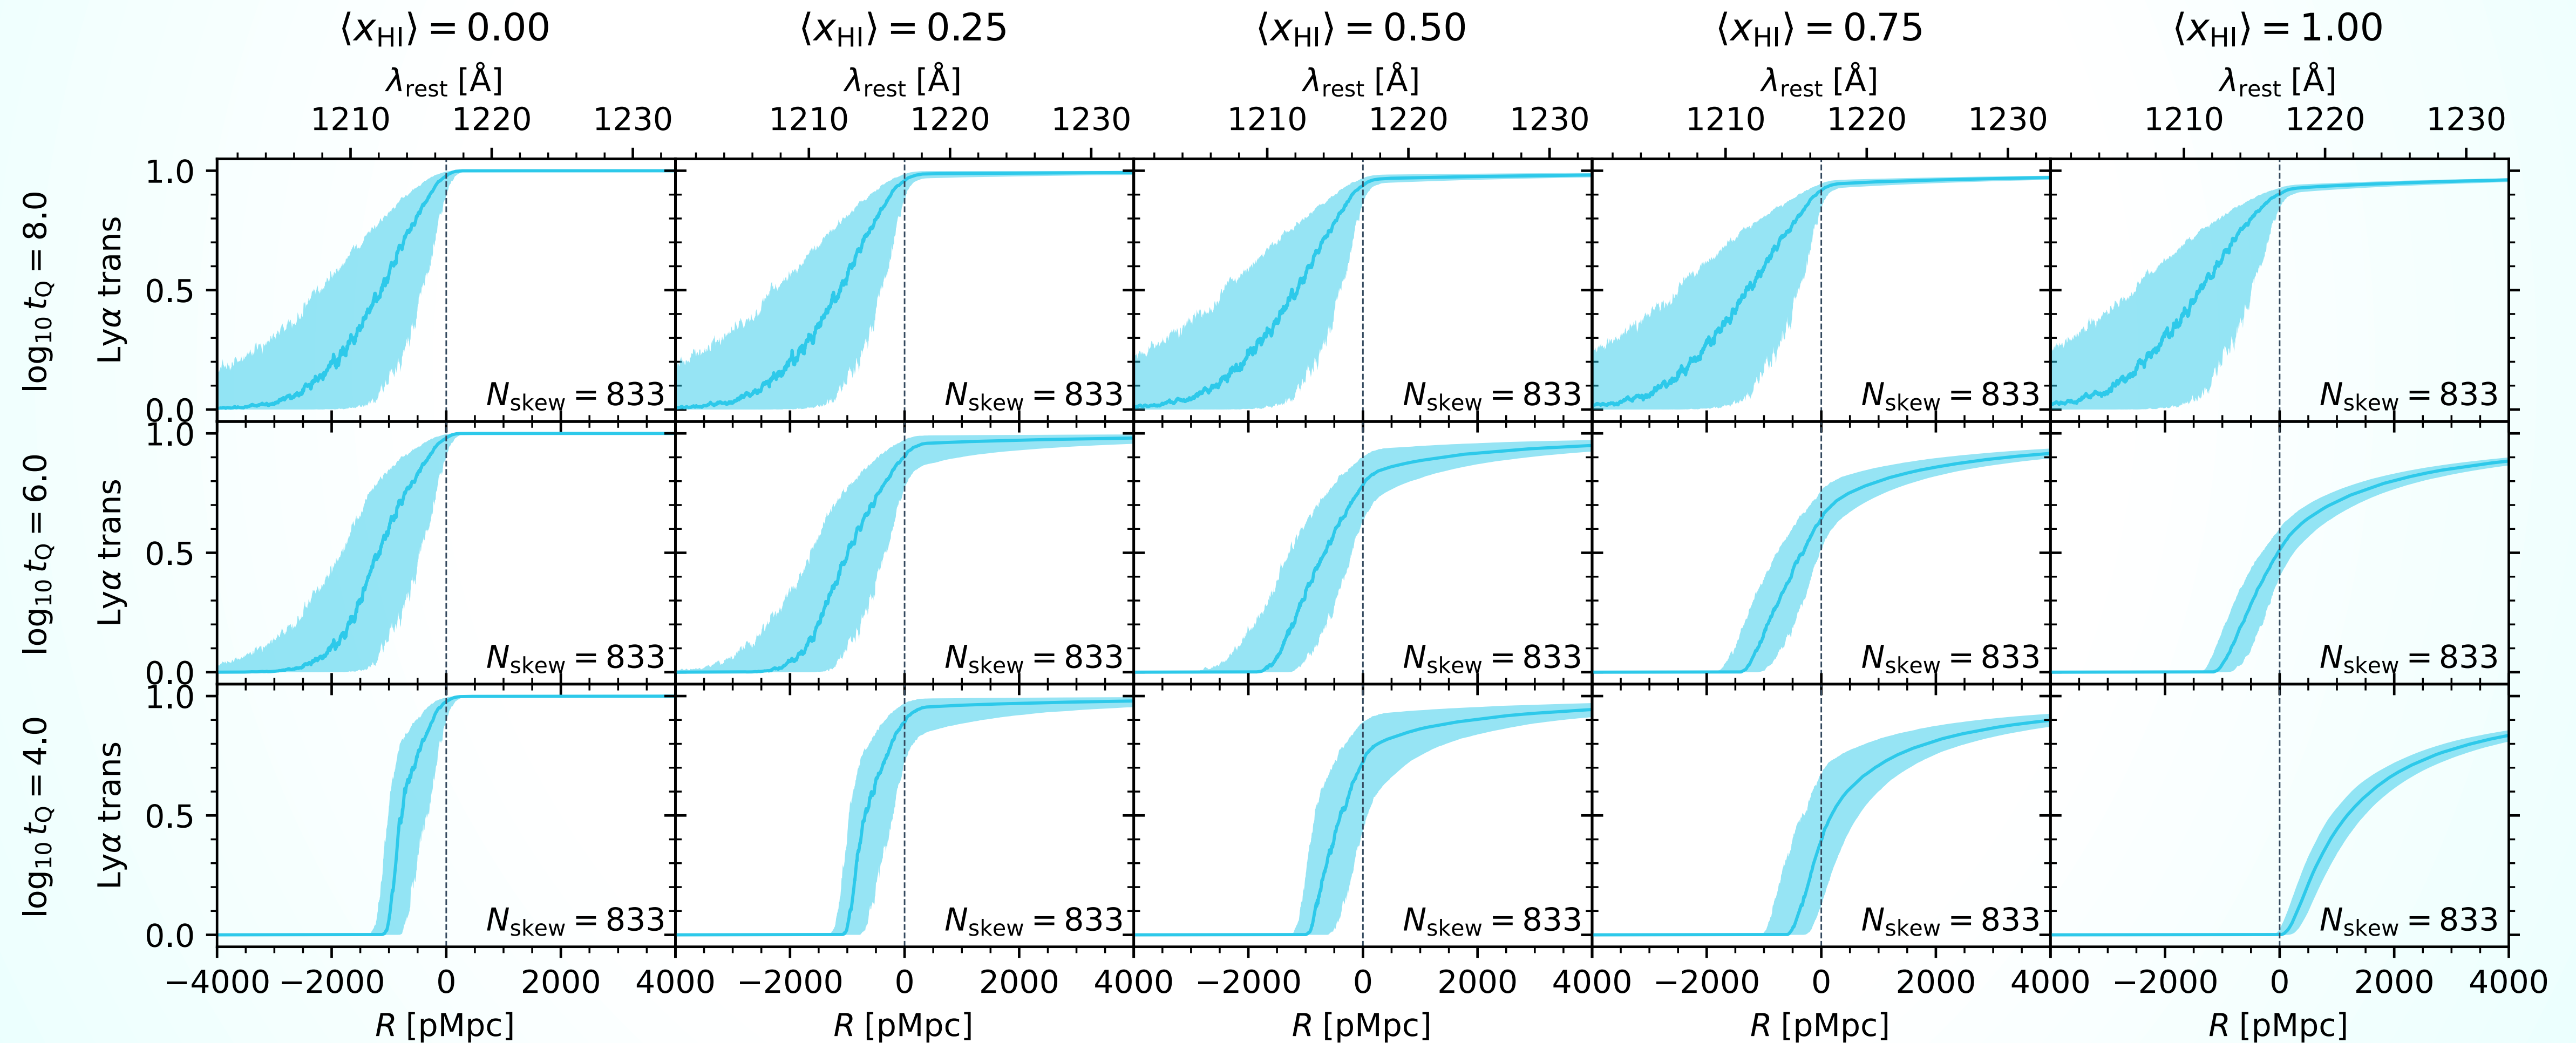 ⟨x_HI⟩ = 0.00 ⟨x_HI⟩ = 0.25 ⟨x_HI⟩ = 0.50 ⟨x_HI⟩ = 0.75 ⟨x_HI⟩ = 1.00
λ_rest [Å] λ_rest [Å] λ_rest [Å] λ_rest [Å] λ_rest [Å]
1210 1220 1230 1210 1220 1230 1210 1220 1230 1210 1220 1230 1210 1220 1230
log₁₀ t_Q = 8.0
Lyα trans
1.0
0.5
0.0
N_skew = 833 N_skew = 833 N_skew = 833 N_skew = 833 N_skew = 833
log₁₀ t_Q = 6.0
Lyα trans
1.0
0.5
0.0
N_skew = 833 N_skew = 833 N_skew = 833 N_skew = 833 N_skew = 833
log₁₀ t_Q = 4.0
Lyα trans
1.0
0.5
0.0
N_skew = 833 N_skew = 833 N_skew = 833 N_skew = 833 N_skew = 833
−4000 −2000 0 2000 4000 −2000 0 2000 4000 −2000 0 2000 4000 −2000 0 2000 4000 −2000 0 2000 4000
R [pMpc] R [pMpc] R [pMpc] R [pMpc] R [pMpc]